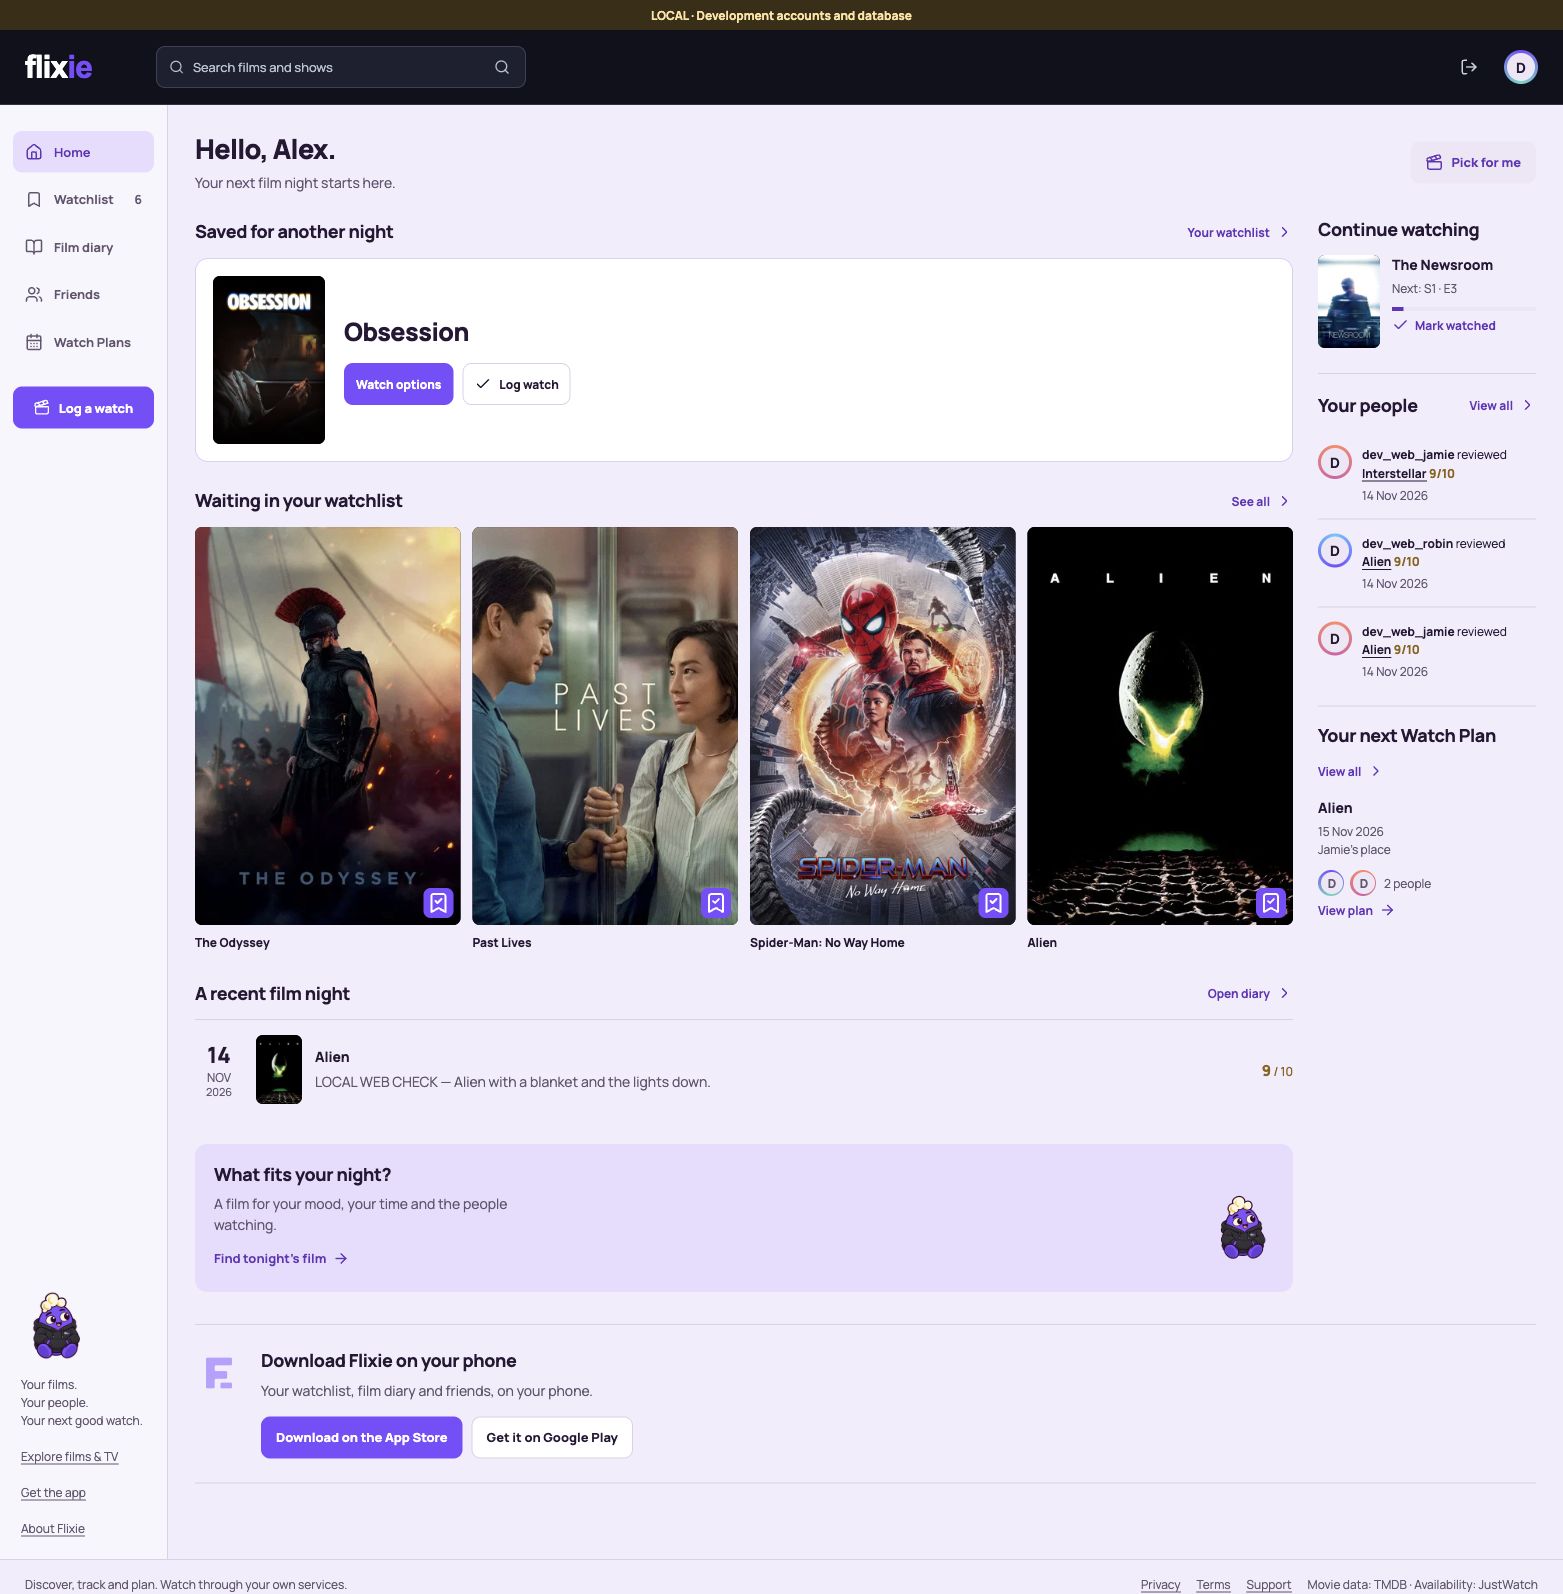 LOCAL · Development accounts and database
flixie
Search films and shows
D
Home
Watchlist 6
Film diary
Friends
Watch Plans
Log a watch
Hello, Alex.
Your next film night starts here.
Pick for me
Saved for another night
Your watchlist
OBSESSION
Obsession
Watch options
Log watch
Waiting in your watchlist
See all
THE ODYSSEY
PAST
LIVES
SPIDER-MAN
No Way Home
ALIEN
The Odyssey
Past Lives
Spider-Man: No Way Home
Alien
A recent film night
Open diary
14
NOV
2026
Alien
LOCAL WEB CHECK — Alien with a blanket and the lights down.
9 / 10
What fits your night?
A film for your mood, your time and the people
watching.
Find tonight's film
Continue watching
NEWSROOM
The Newsroom
Next: S1 · E3
Mark watched
Your people
View all
D
dev_web_jamie reviewed
Interstellar 9/10
14 Nov 2026
D
dev_web_robin reviewed
Alien 9/10
14 Nov 2026
D
dev_web_jamie reviewed
Alien 9/10
14 Nov 2026
Your next Watch Plan
View all
Alien
15 Nov 2026
Jamie's place
D D 2 people
View plan
Download Flixie on your phone
Your watchlist, film diary and friends, on your phone.
Download on the App Store
Get it on Google Play
Your films.
Your people.
Your next good watch.
Explore films & TV
Get the app
About Flixie
Discover, track and plan. Watch through your own services.
Privacy Terms Support Movie data: TMDB · Availability: JustWatch